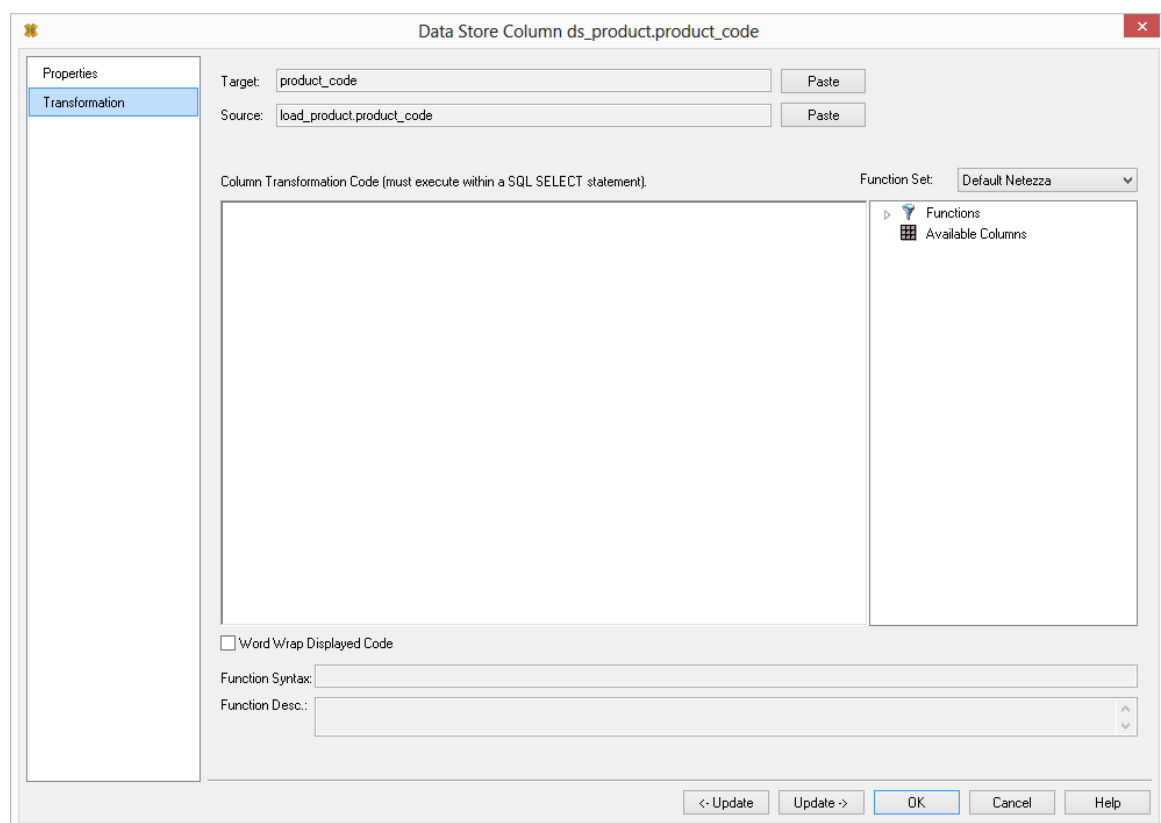 Data Store Column ds_product.product_code
Properties
Transformation
Target: product_code Paste
Source: load_product.product_code Paste
Column Transformation Code (must execute within a SQL SELECT statement). Function Set: Default Netezza
Functions
Available Columns
Word Wrap Displayed Code
Function Syntax:
Function Desc.:
<- Update Update -> OK Cancel Help